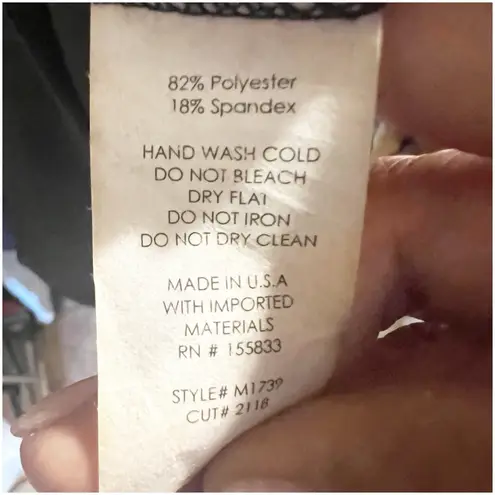 82% Polyester
18% Spandex
HAND WASH COLD
DO NOT BLEACH
DRY FLAT
DO NOT IRON
DO NOT DRY CLEAN
MADE IN U.S.A
WITH IMPORTED
MATERIALS
RN # 155833
STYLE# M1739
CUT# 2118